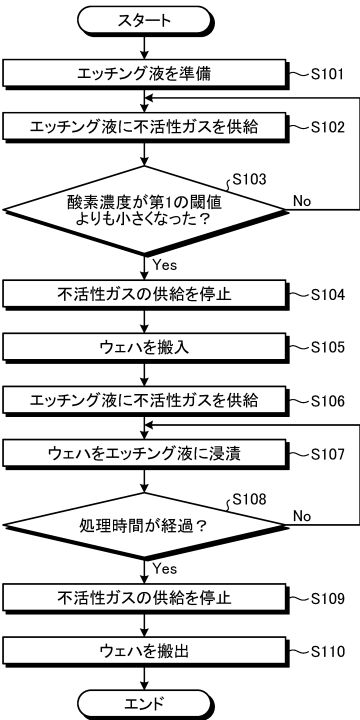 スタート
エッチング液を準備 S101
エッチング液に不活性ガスを供給 S102
S103
酸素濃度が第1の閾値
よりも小さくなった？ No
Yes
不活性ガスの供給を停止 S104
ウェハを搬入 S105
エッチング液に不活性ガスを供給 S106
ウェハをエッチング液に浸漬 S107
S108
処理時間が経過？ No
Yes
不活性ガスの供給を停止 S109
ウェハを搬出 S110
エンド